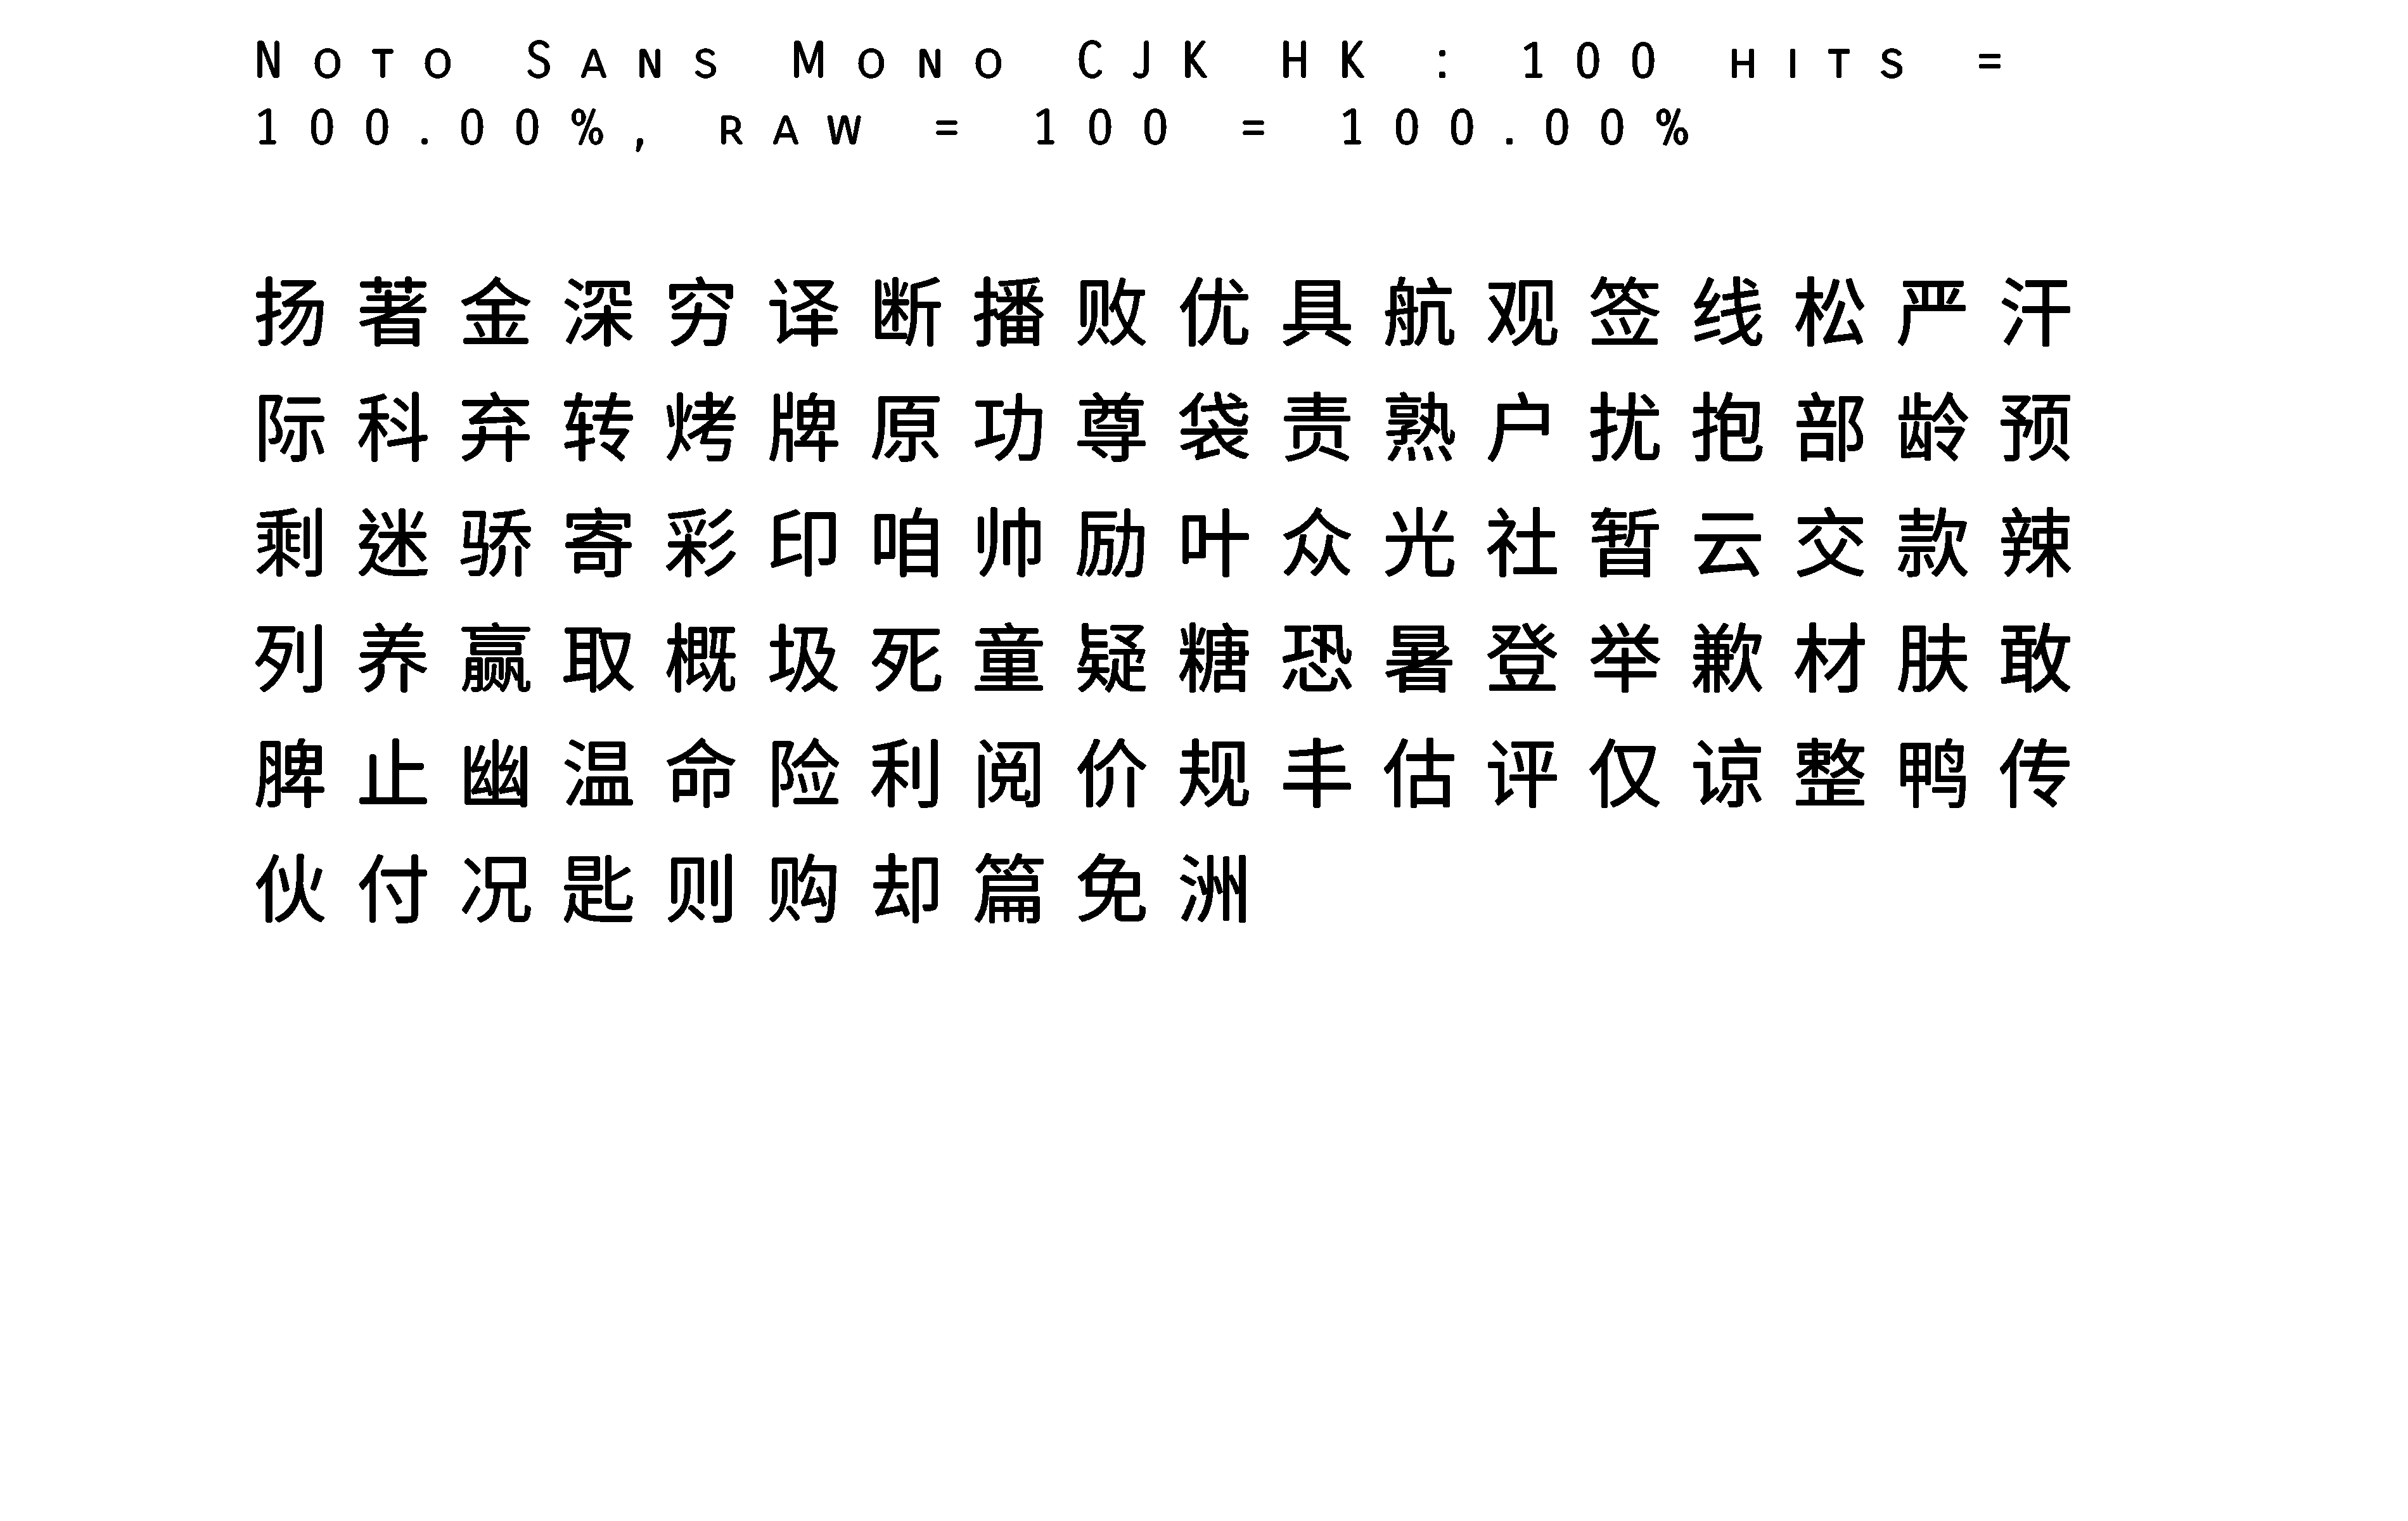 Noto Sans Mono CJK HK : 100 hits =
100.00%, raw = 100 = 100.00%
扬著金深穷译断播败优具航观签线松严汗
际科弃转烤牌原功尊袋责熟户扰抱部龄预
剩迷骄寄彩印咱帅励叶众光社暂云交款辣
列养赢取概圾死童疑糖恐暑登举歉材肤敢
脾止幽温命险利阅价规丰估评仅谅整鸭传
伙付况匙则购却篇免洲